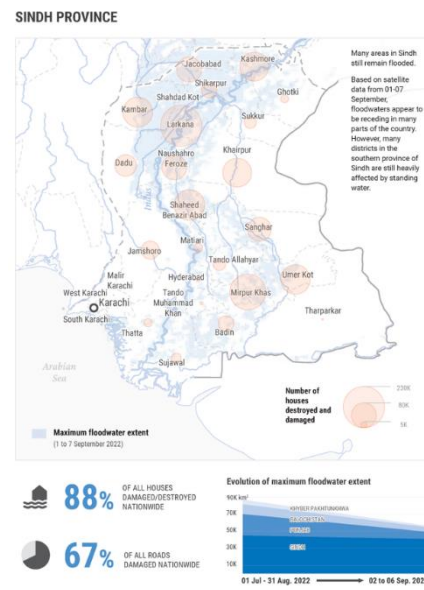 SINDH PROVINCE
Many areas in Sindh
still remain flooded.
Based on satellite
data from 01-07
September,
floodwaters appear to
be receding in many
parts of the country.
However, many
districts in the
southern province of
Sindh are still heavily
affected by standing
water.
Jacobabad
Kashmore
Shikarpur
Ghotki
Shahdad Kot
Kambar
Sukkur
Larkana
Naushahro
Feroze
Khairpur
Dadu
Indus
Shaheed
Benazir Abad
Sanghar
Matiari
Jamshoro
Tando Allahyar
Umer Kot
Malir
Karachi
Hyderabad
West Karachi
Karachi
Tando
Muhammad
Khan
Mirpur Khas
South Karachi
Tharparkar
Thatta
Badin
Sujawal
Arabian
Sea
Number of
houses
destroyed and
damaged
80K
5K
Maximum floodwater extent
(1 to 7 September 2022)
88%
OF ALL HOUSES
DAMAGED/DESTROYED
NATIONWIDE
67%
OF ALL ROADS
DAMAGED NATIONWIDE
Evolution of maximum floodwater extent
90K km²
70K
50K
30K
10K
KHYBER PAKHTUNKHWA
BALOCHISTAN
PUNJAB
SINDH
01 Jul - 31 Aug. 2022
02 to 06 Sep. 202